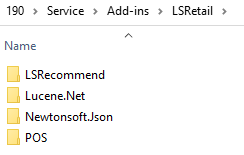 190 > Service > Add-ins > LSRetail >
Name
LSRecommend
Lucene.Net
Newtonsoft.Json
POS